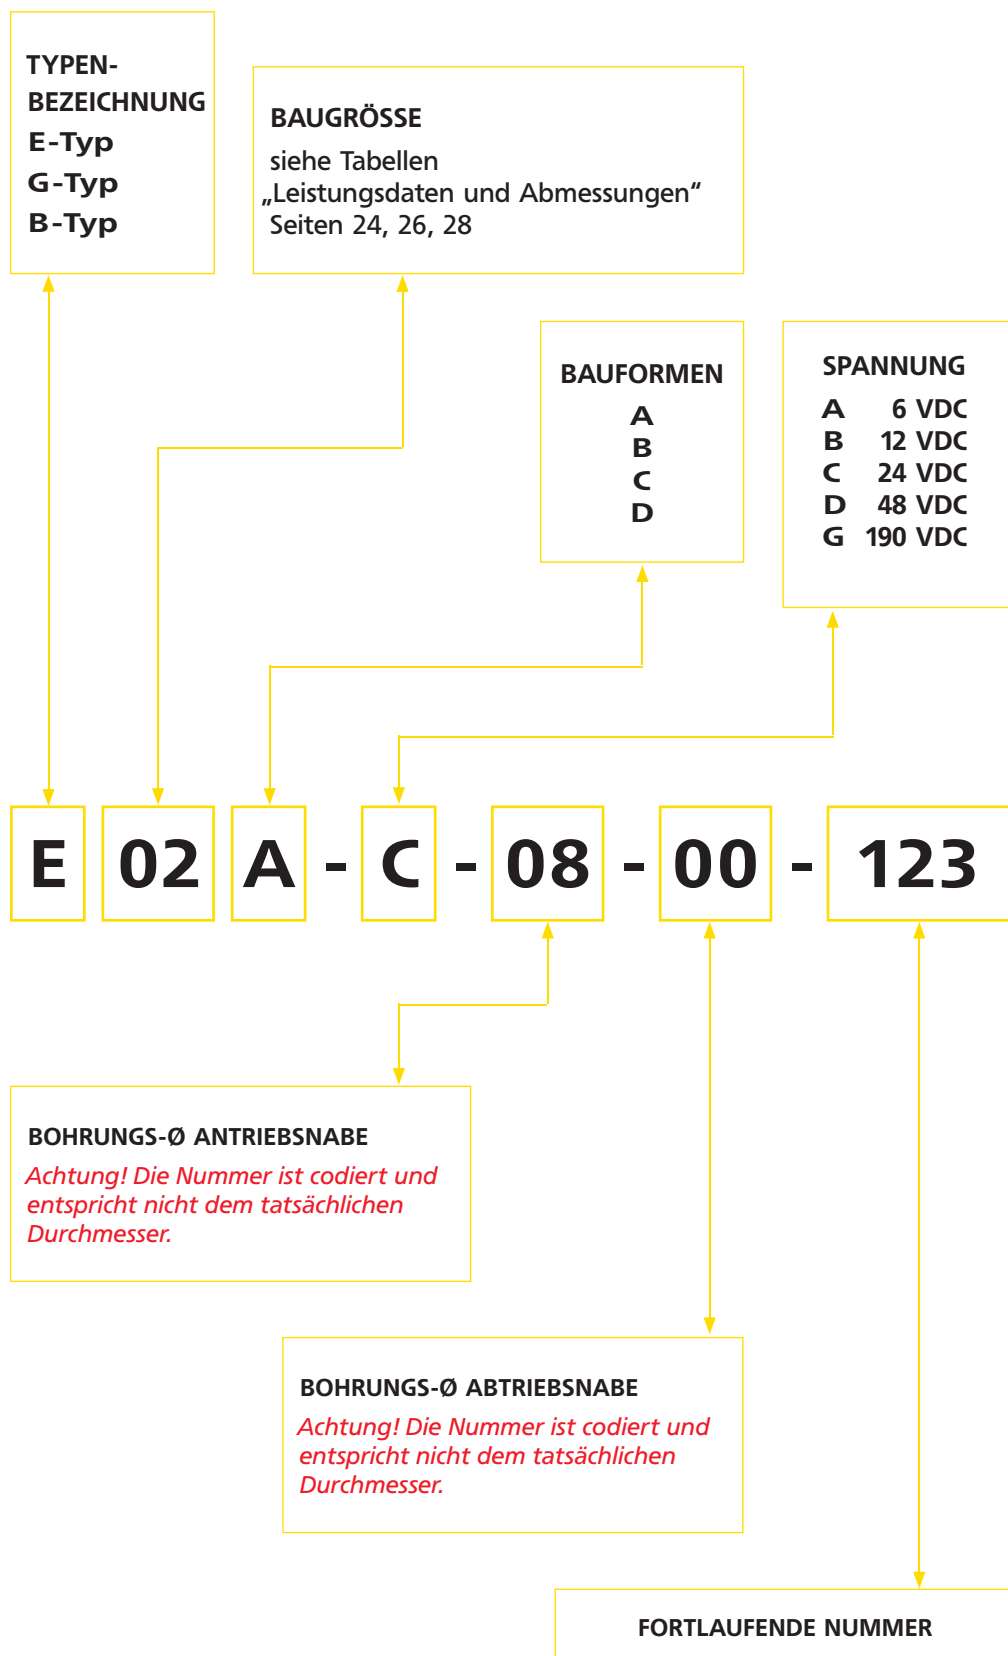 TYPEN-
BEZEICHNUNG
E-Typ
G-Typ
B-Typ
BAUGRÖSSE
siehe Tabellen
„Leistungsdaten und Abmessungen“
Seiten 24, 26, 28
BAUFORMEN
A
B
C
D
SPANNUNG
A 6 VDC
B 12 VDC
C 24 VDC
D 48 VDC
G 190 VDC
E 02 A - C - 08 - 00 - 123
BOHRUNGS-Ø ANTRIEBSNABE
Achtung! Die Nummer ist codiert und
entspricht nicht dem tatsächlichen
Durchmesser.
BOHRUNGS-Ø ABTRIEBSNABE
Achtung! Die Nummer ist codiert und
entspricht nicht dem tatsächlichen
Durchmesser.
FORTLAUFENDE NUMMER